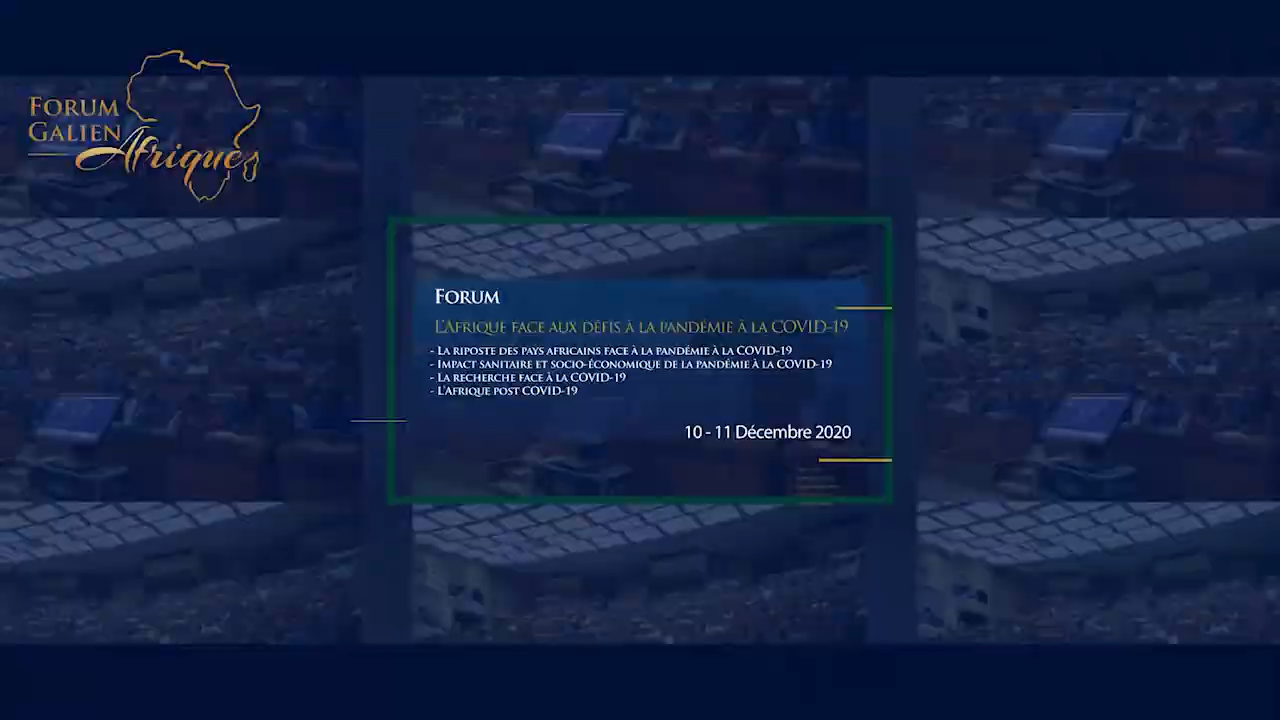 FORUM
GALIEN
Afrique
FORUM
L'AFRIQUE FACE AUX DÉFIS À LA PANDÉMIE À LA COVID-19
- LA RIPOSTE DES PAYS AFRICAINS FACE À LA PANDÉMIE À LA COVID-19
- IMPACT SANITAIRE ET SOCIO-ÉCONOMIQUE DE LA PANDÉMIE À LA COVID-19
- LA RECHERCHE FACE À LA COVID-19
- L'AFRIQUE POST COVID-19
10 - 11 Décembre 2020